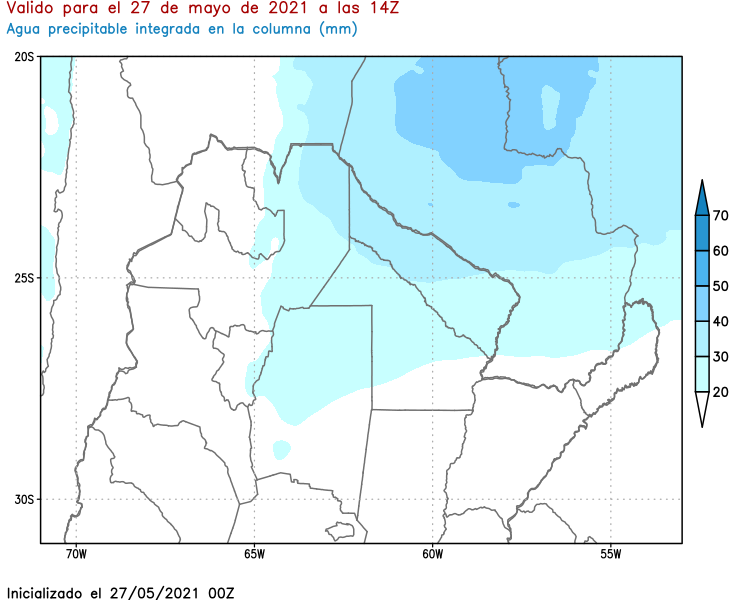 Valido para el 27 de mayo de 2021 a las 14Z
Agua precipitable integrada en la columna (mm)
20S
25S
30S
70W
65W
60W
55W
70
60
50
40
30
20
Inicializado el 27/05/2021 00Z